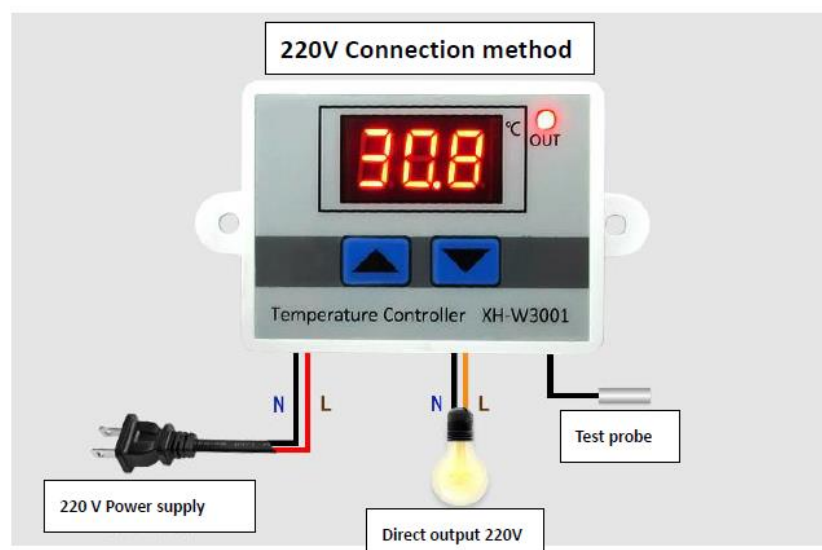 220V Connection method
30.8
°C
OUT
Temperature Controller XH-W3001
N L
N L
Test probe
220 V Power supply
Direct output 220V